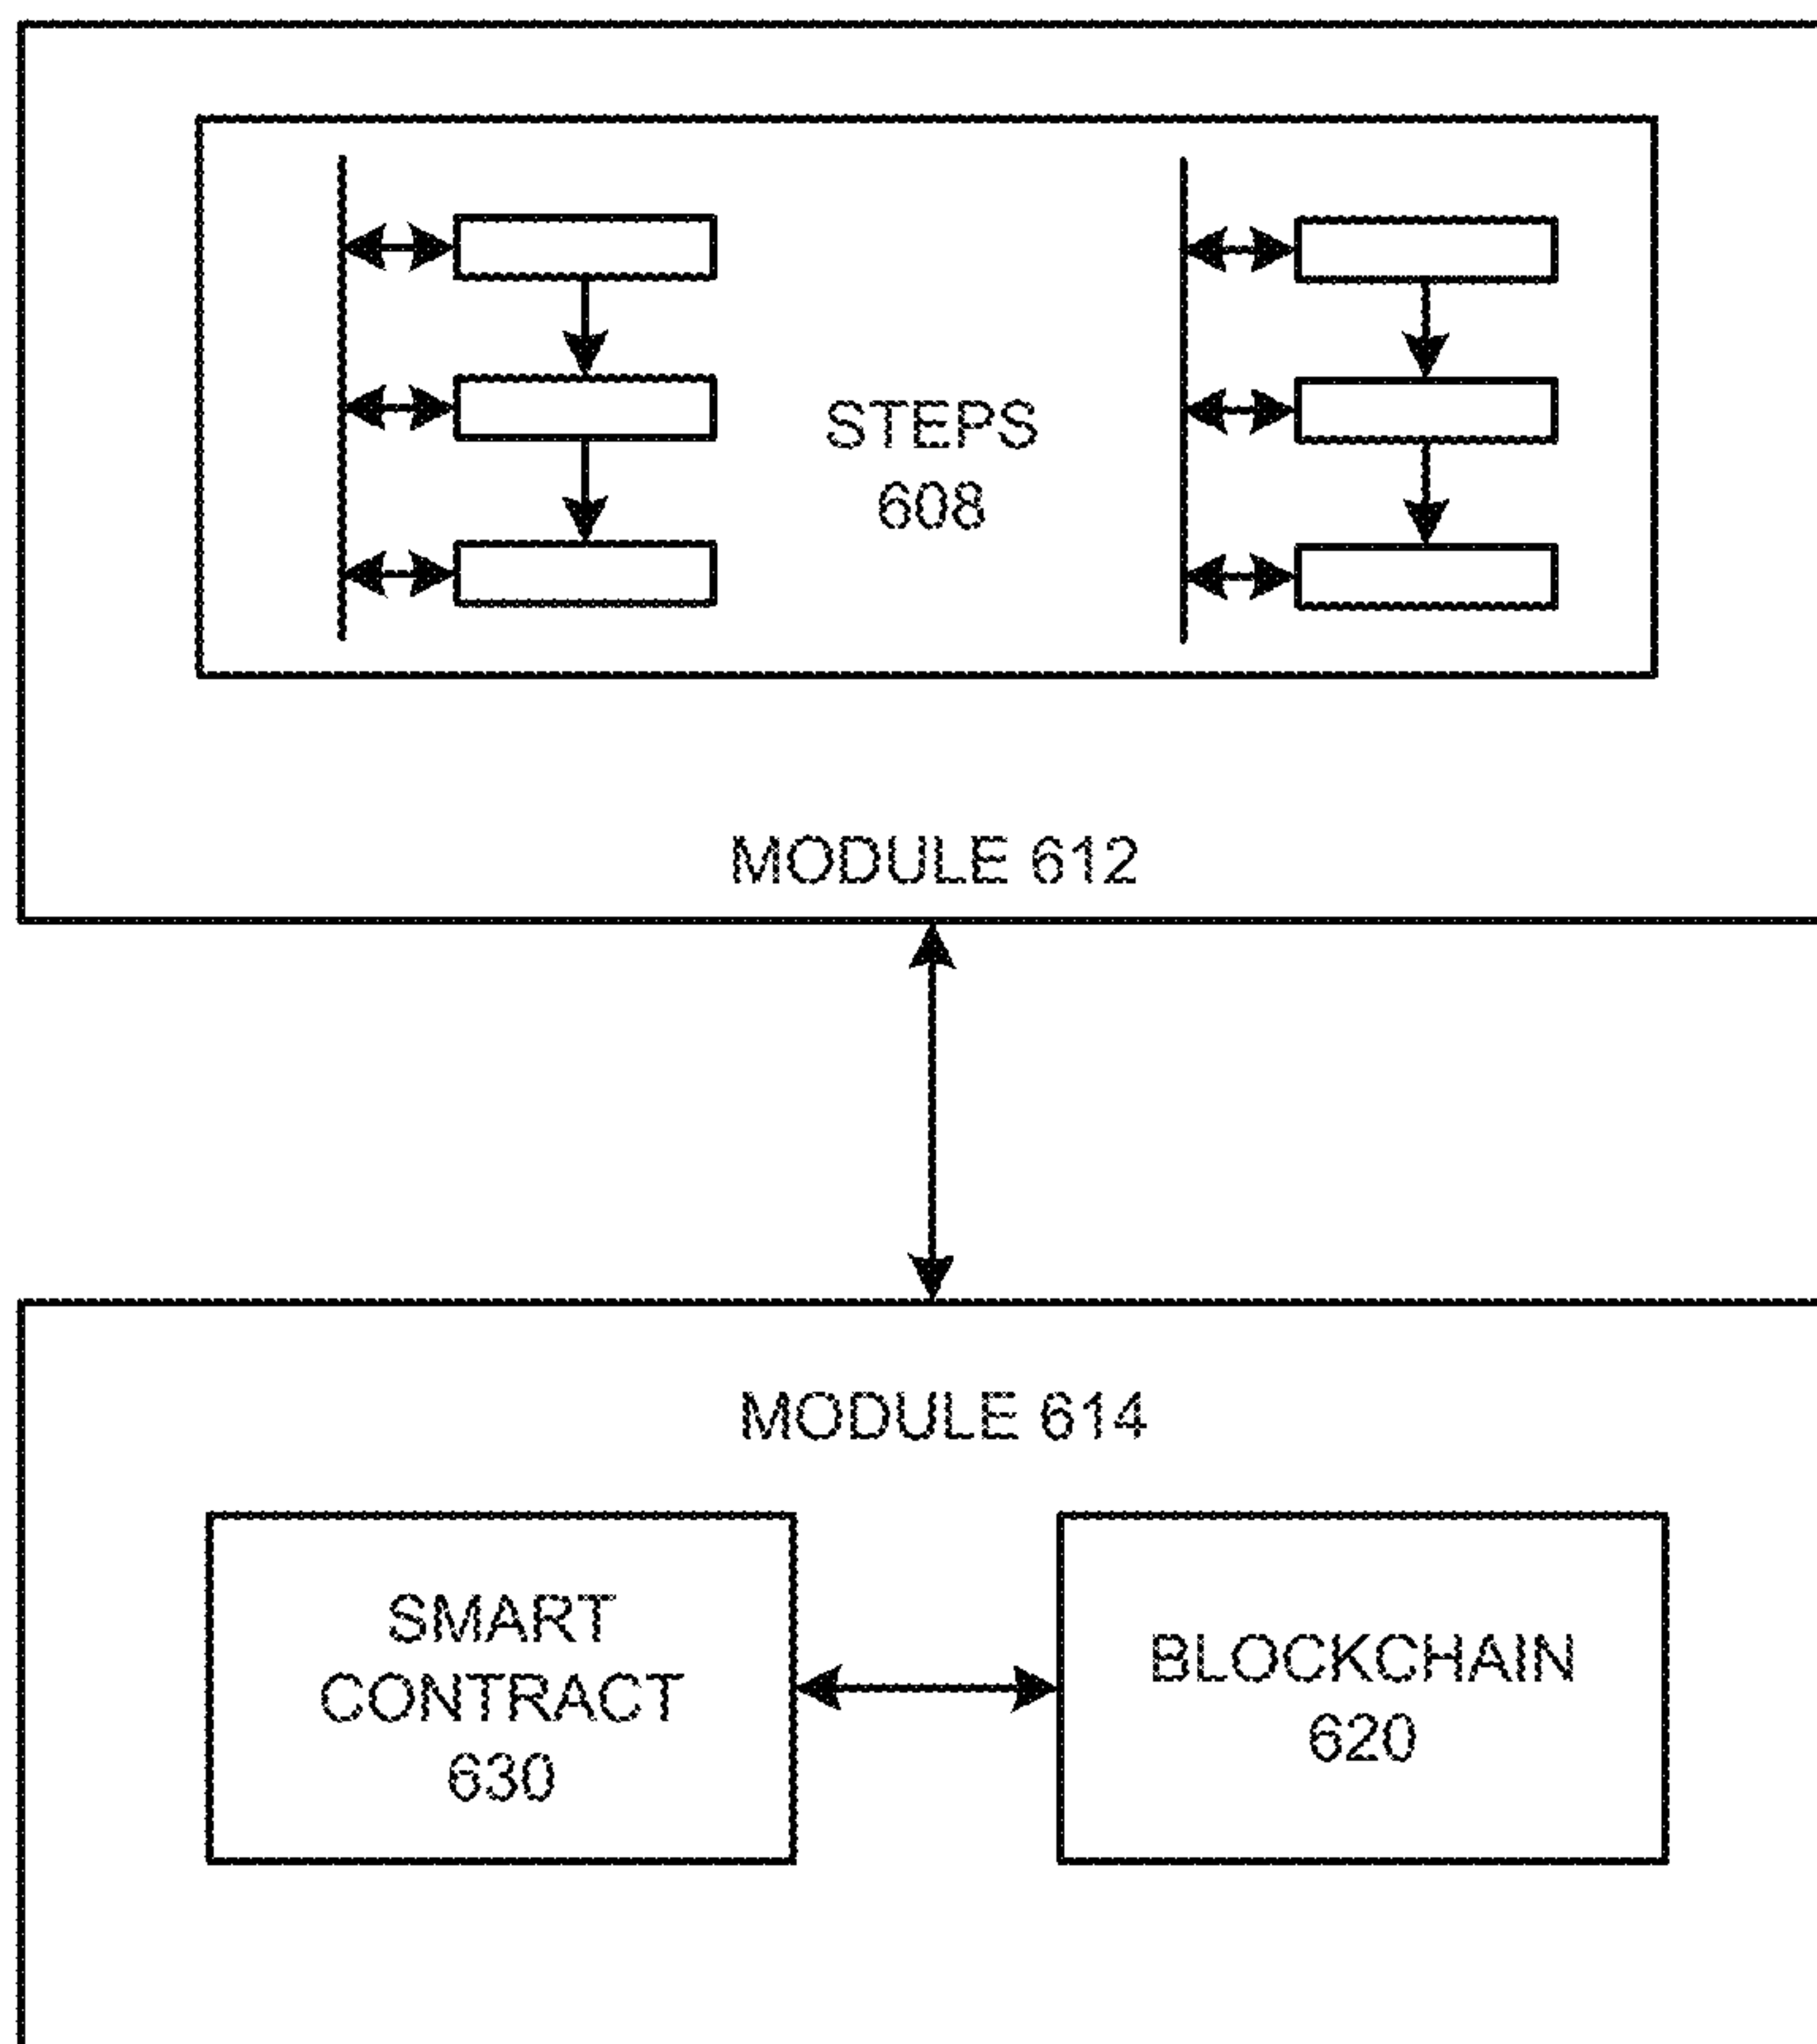 STEPS
608
MODULE 612
MODULE 614
SMART
CONTRACT
630
BLOCKCHAIN
620